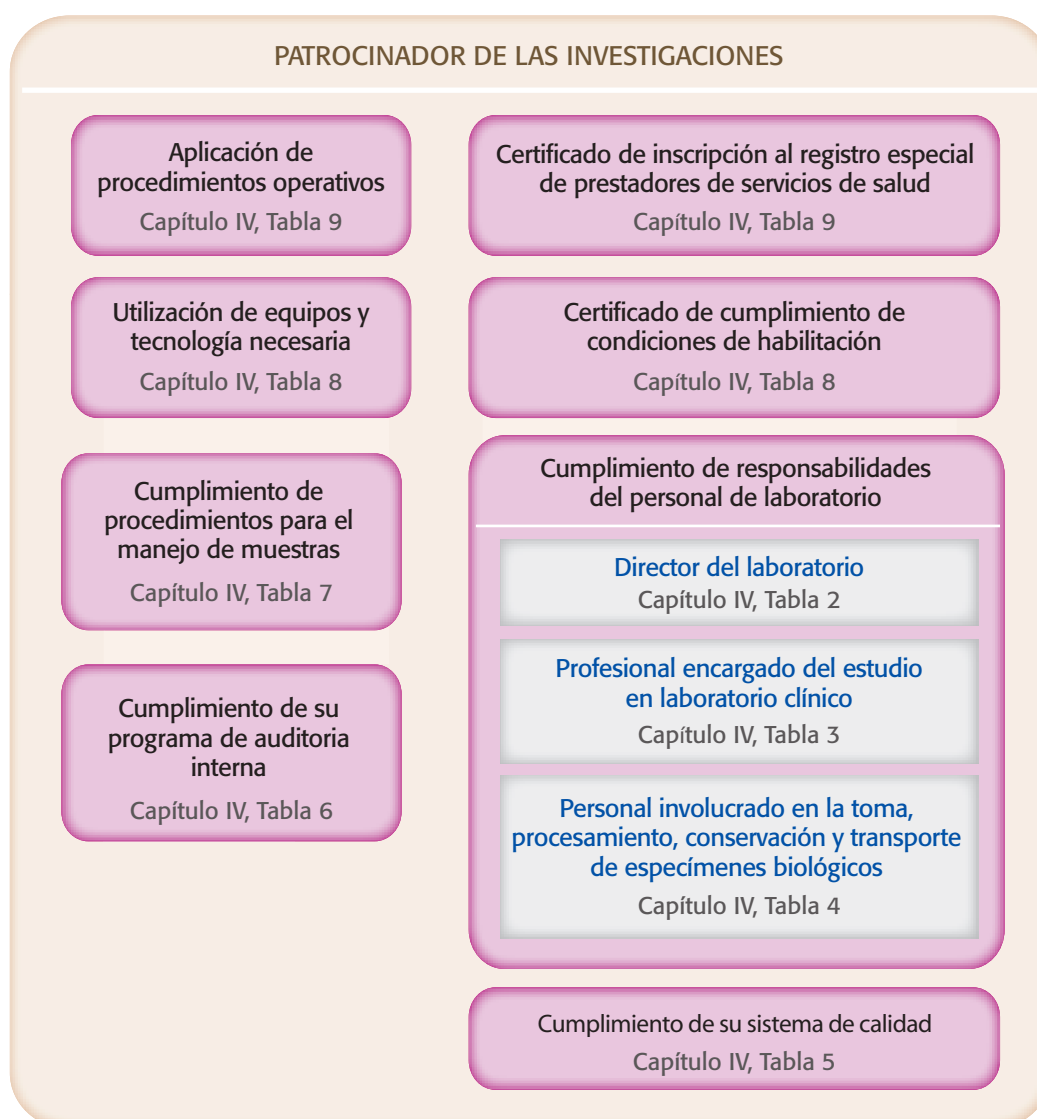 PATROCINADOR DE LAS INVESTIGACIONES
Aplicación de
procedimientos operativos
Capítulo IV, Tabla 9
Utilización de equipos y
tecnología necesaria
Capítulo IV, Tabla 8
Cumplimiento de
procedimientos para el
manejo de muestras
Capítulo IV, Tabla 7
Cumplimiento de su
programa de auditoria
interna
Capítulo IV, Tabla 6
Certificado de inscripción al registro especial
de prestadores de servicios de salud
Capítulo IV, Tabla 9
Certificado de cumplimiento de
condiciones de habilitación
Capítulo IV, Tabla 8
Cumplimiento de responsabilidades
del personal de laboratorio
Director del laboratorio
Capítulo IV, Tabla 2
Profesional encargado del estudio
en laboratorio clínico
Capítulo IV, Tabla 3
Personal involucrado en la toma,
procesamiento, conservación y transporte
de especímenes biológicos
Capítulo IV, Tabla 4
Cumplimiento de su sistema de calidad
Capítulo IV, Tabla 5